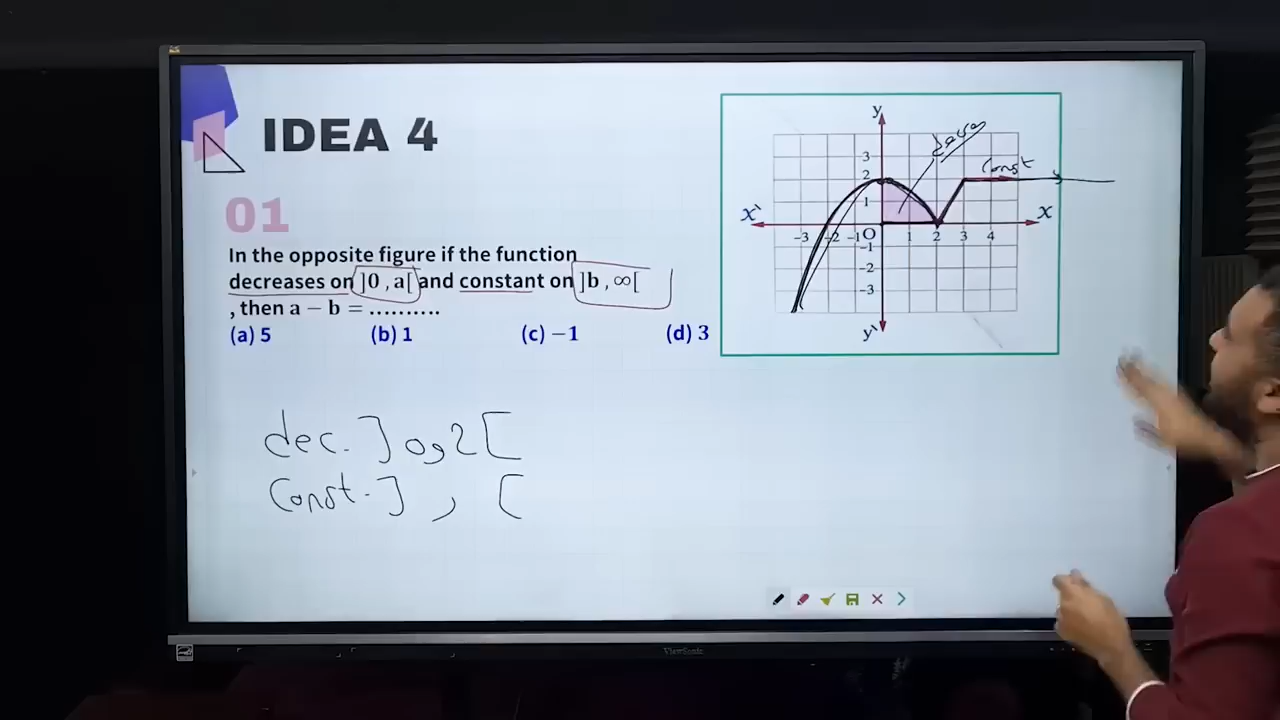 IDEA 4
01
In the opposite figure if the function
decreases on ]0 , a[ and constant on ]b , ∞[
, then a − b = ..........
(a) 5 (b) 1 (c) −1 (d) 3
y
3
2
1
x` -3 -2 -1 O 1 2 3 4 x
-1
-2
-3
y`
Const
dec. ]0,2[
Const. ] , [
ViewSonic